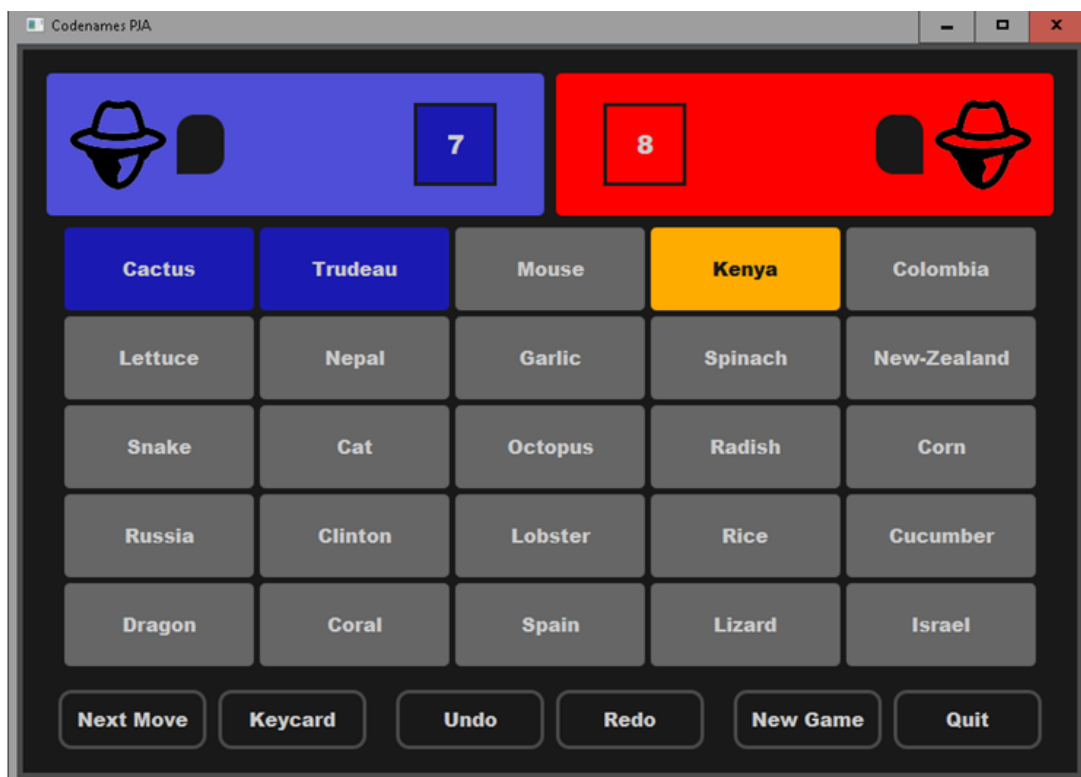 Codenames PJA
7 8
Cactus Trudeau Mouse Kenya Colombia
Lettuce Nepal Garlic Spinach New-Zealand
Snake Cat Octopus Radish Corn
Russia Clinton Lobster Rice Cucumber
Dragon Coral Spain Lizard Israel
Next Move Keycard Undo Redo New Game Quit